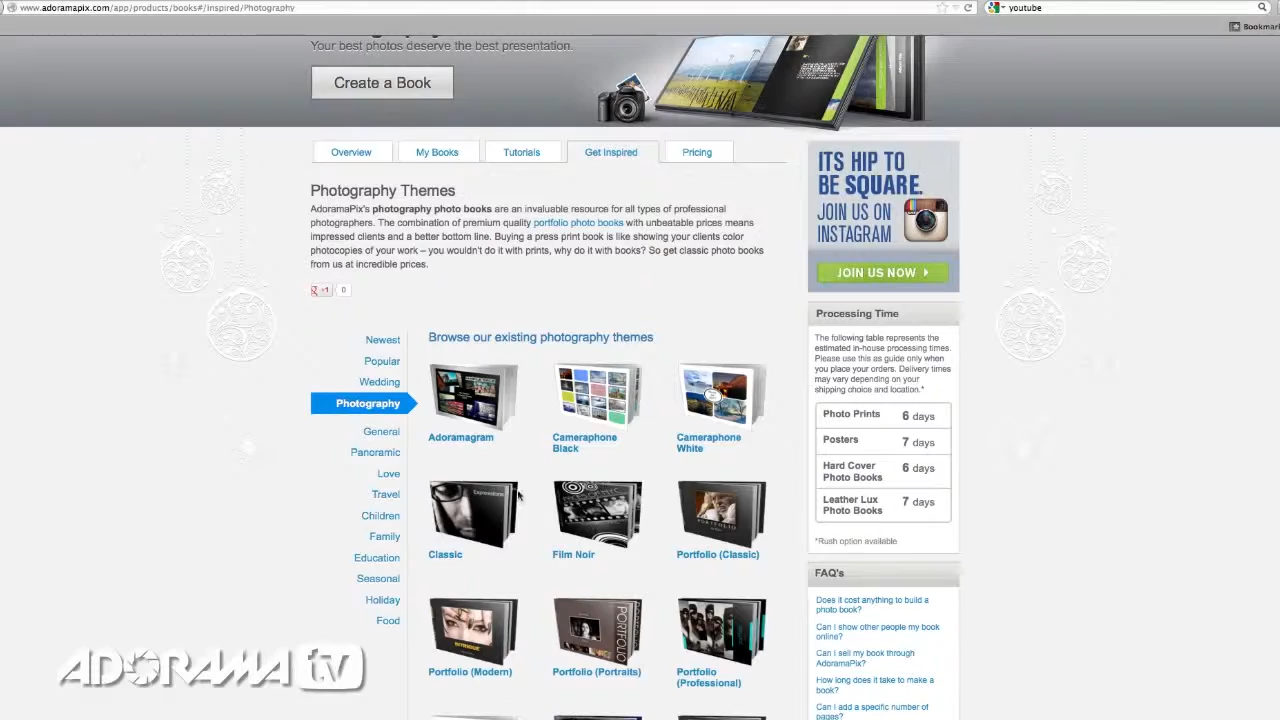 www.adoramapix.com/app/products/books#/inspired/Photography
youtube
Bookmark
Your best photos deserve the best presentation.
Create a Book
Overview
My Books
Tutorials
Get Inspired
Pricing
Photography Themes
AdoramaPix's photography photo books are an invaluable resource for all types of professional
photographers. The combination of premium quality portfolio photo books with unbeatable prices means
impressed clients and a better bottom line. Buying a press print book is like showing your clients color
photocopies of your work – you wouldn't do it with prints, why do it with books? So get classic photo books
from us at incredible prices.
+1
0
Newest
Popular
Wedding
Photography
General
Panoramic
Love
Travel
Children
Family
Education
Seasonal
Holiday
Food
Browse our existing photography themes
Adoramagram
Cameraphone
Black
Cameraphone
White
Expressions
PORTFOLIO
Classic
Film Noir
Portfolio (Classic)
INTRIGUE
PORTFOLIO
Portfolio (Modern)
Portfolio (Portraits)
Portfolio
(Professional)
ITS HIP TO
BE SQUARE.
JOIN US ON
INSTAGRAM
JOIN US NOW
Processing Time
The following table represents the
estimated in-house processing times.
Please use this as guide only when
you place your orders. Delivery times
may vary depending on your
shipping choice and location.*
Photo Prints 6 days
Posters 7 days
Hard Cover
Photo Books 6 days
Leather Lux
Photo Books 7 days
*Rush option available
FAQ's
Does it cost anything to build a
photo book?
Can I show other people my book
online?
Can I sell my book through
AdoramaPix?
How long does it take to make a
book?
Can I add a specific number of
pages?
ADORAMA tv